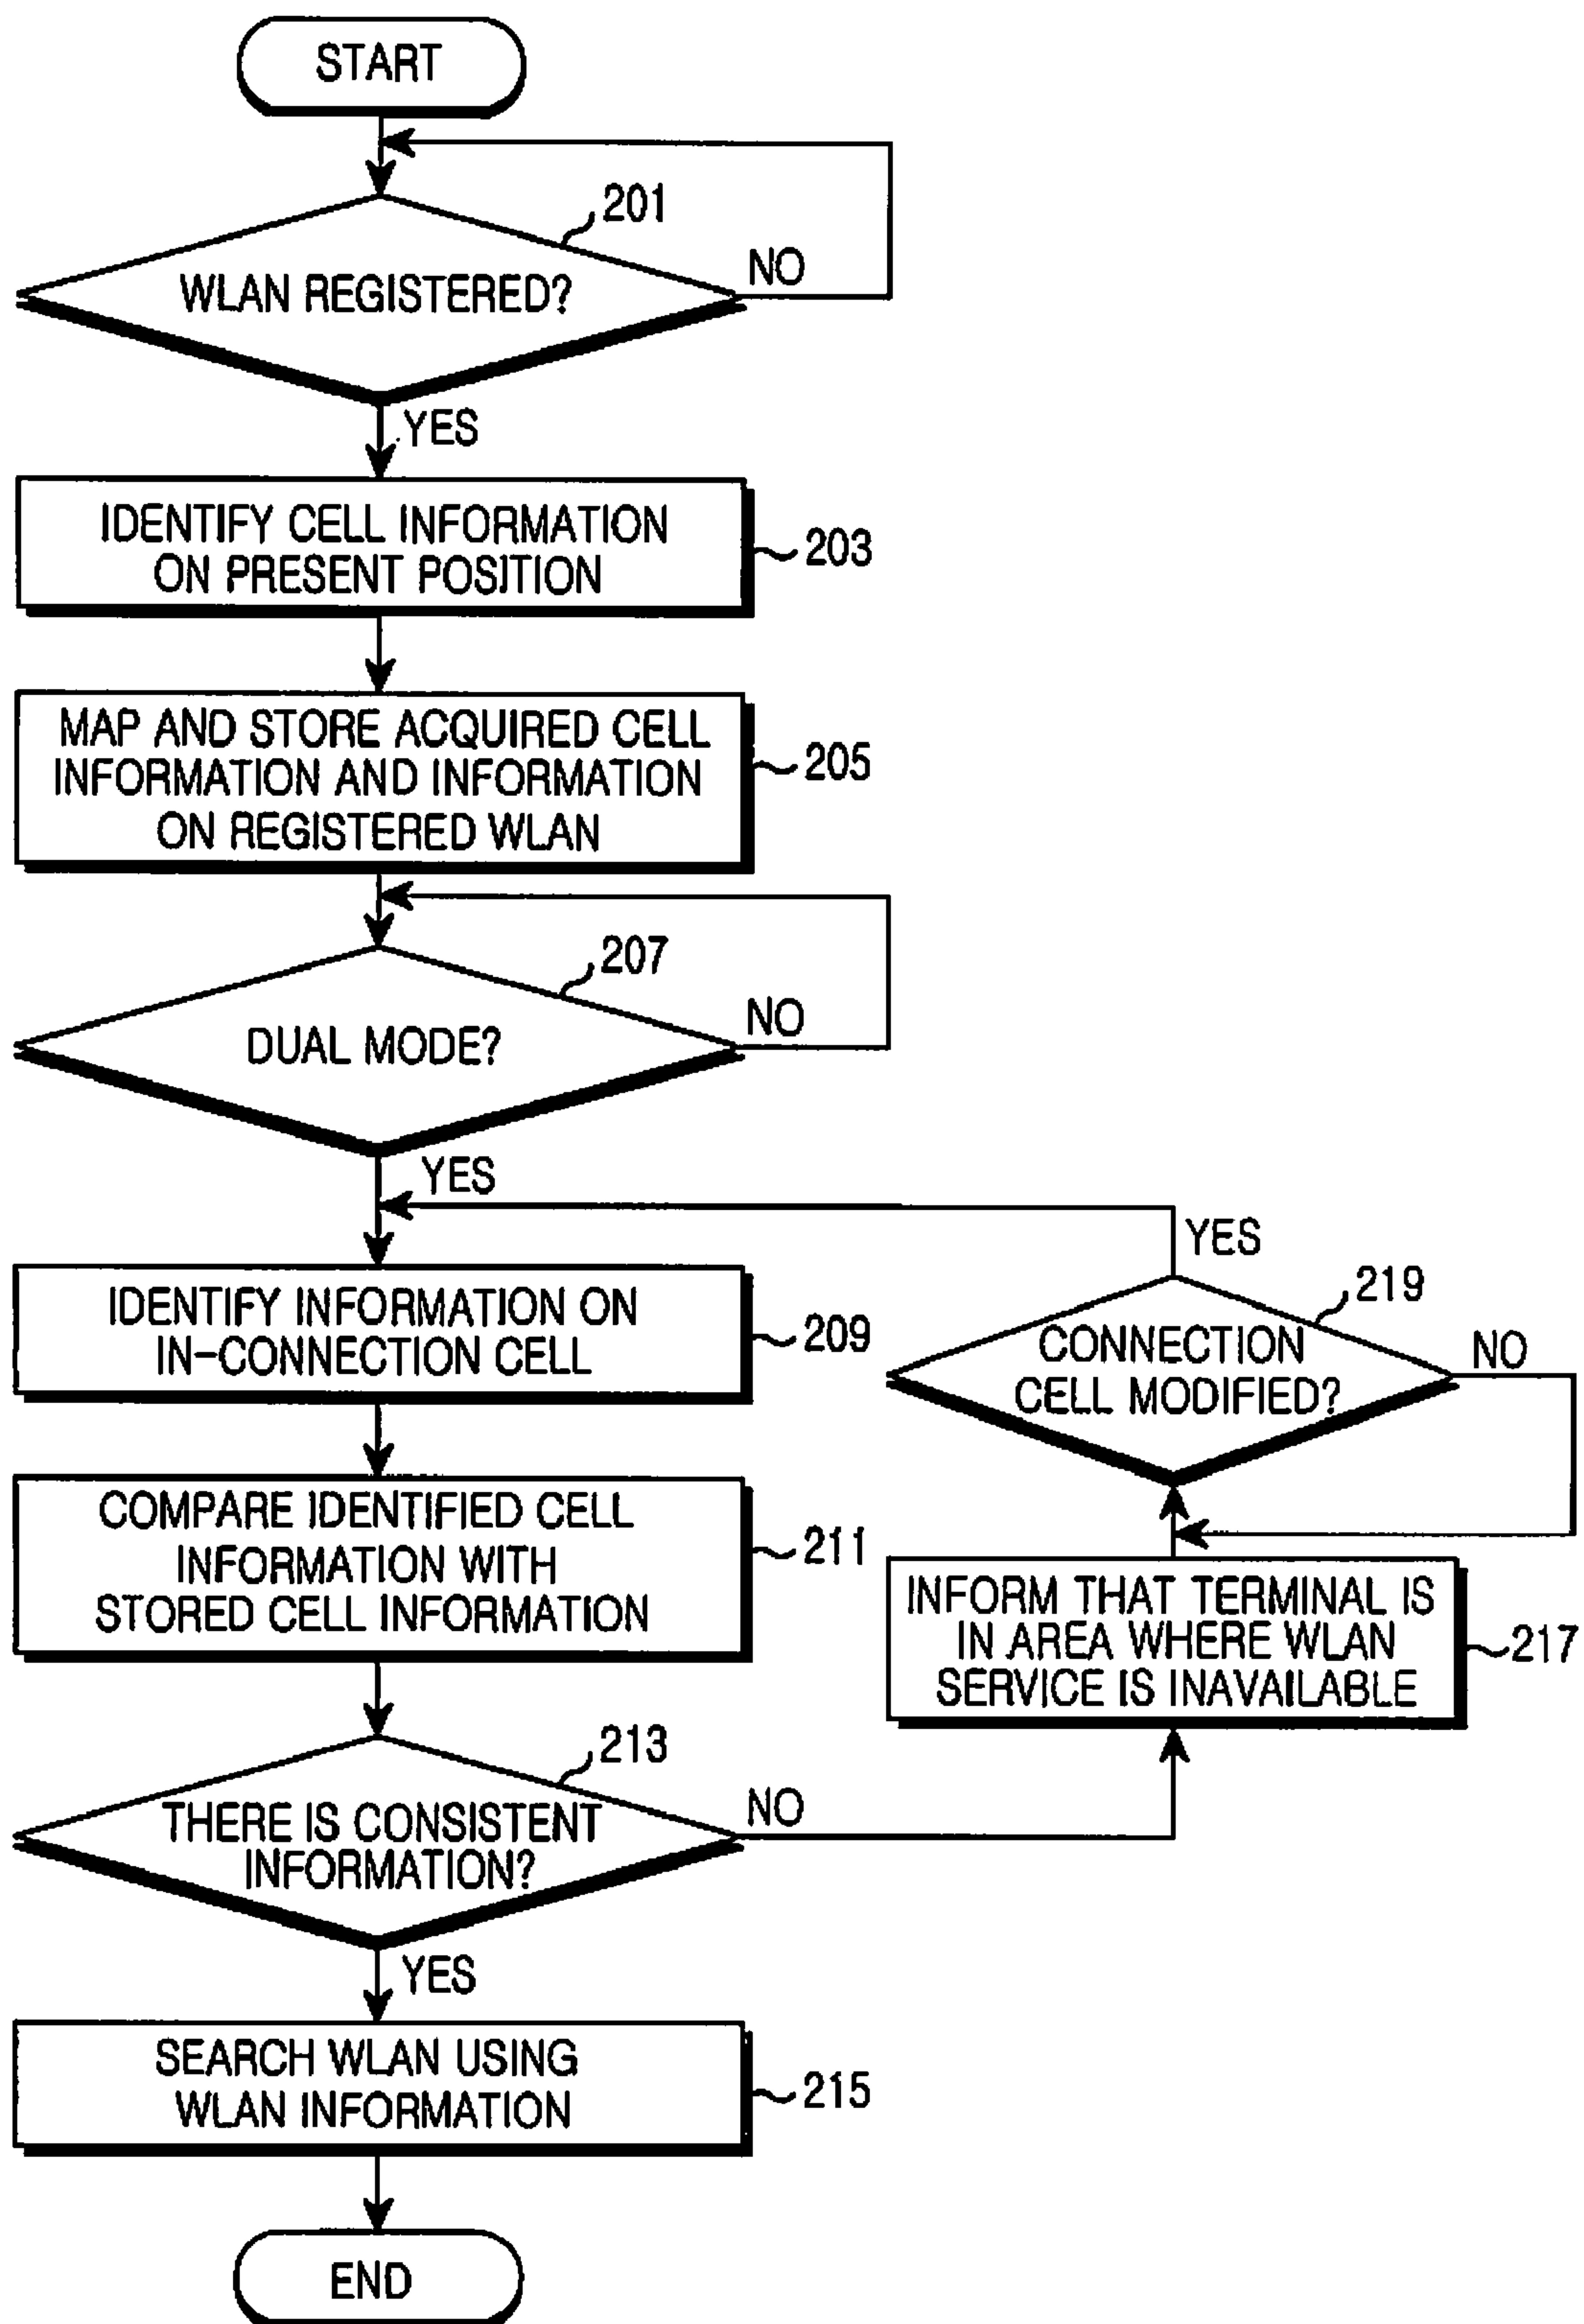 START
201
WLAN REGISTERED?
NO
YES
IDENTIFY CELL INFORMATION
ON PRESENT POSITION
203
MAP AND STORE ACQUIRED CELL
INFORMATION AND INFORMATION
ON REGISTERED WLAN
205
207
DUAL MODE?
NO
YES
IDENTIFY INFORMATION ON
IN-CONNECTION CELL
209
COMPARE IDENTIFIED CELL
INFORMATION WITH
STORED CELL INFORMATION
211
213
THERE IS CONSISTENT
INFORMATION?
NO
YES
SEARCH WLAN USING
WLAN INFORMATION
215
END
INFORM THAT TERMINAL IS
IN AREA WHERE WLAN
SERVICE IS INAVAILABLE
217
219
CONNECTION
CELL MODIFIED?
NO
YES